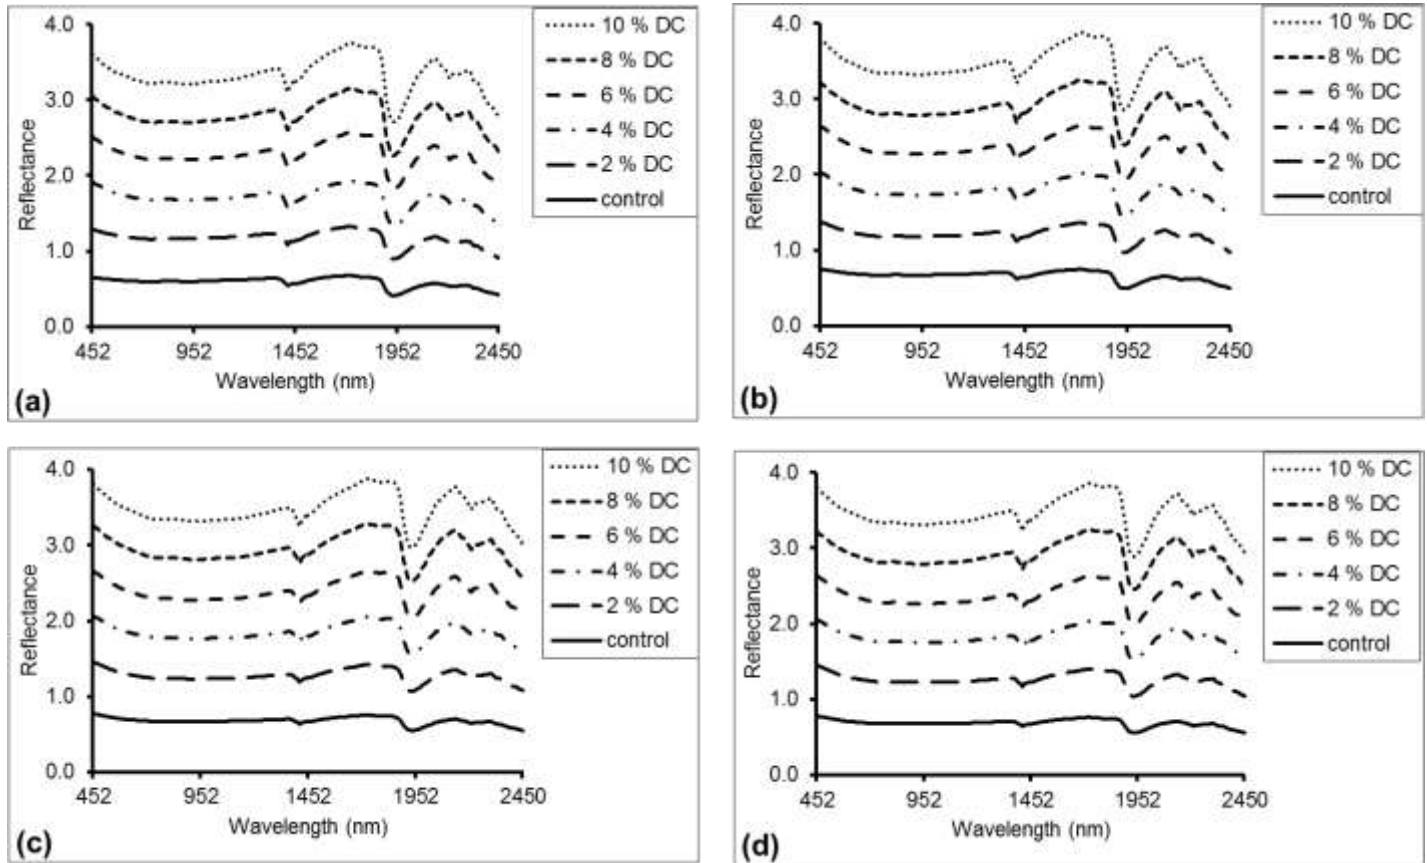 4.0
3.0
2.0
1.0
0.0
Reflectance
452
952
1452
1952
2450
Wavelength (nm)
10 % DC
8 % DC
6 % DC
4 % DC
2 % DC
control
(a)
4.0
3.0
2.0
1.0
0.0
Reflectance
452
952
1452
1952
2450
Wavelength (nm)
10 % DC
8 % DC
6 % DC
4 % DC
2 % DC
control
(b)
4.0
3.0
2.0
1.0
0.0
Reflectance
452
952
1452
1952
2450
Wavelength (nm)
10 % DC
8 % DC
6 % DC
4 % DC
2 % DC
control
(c)
4.0
3.0
2.0
1.0
0.0
Reflectance
452
952
1452
1952
2450
Wavelength (nm)
10 % DC
8 % DC
6 % DC
4 % DC
2 % DC
control
(d)